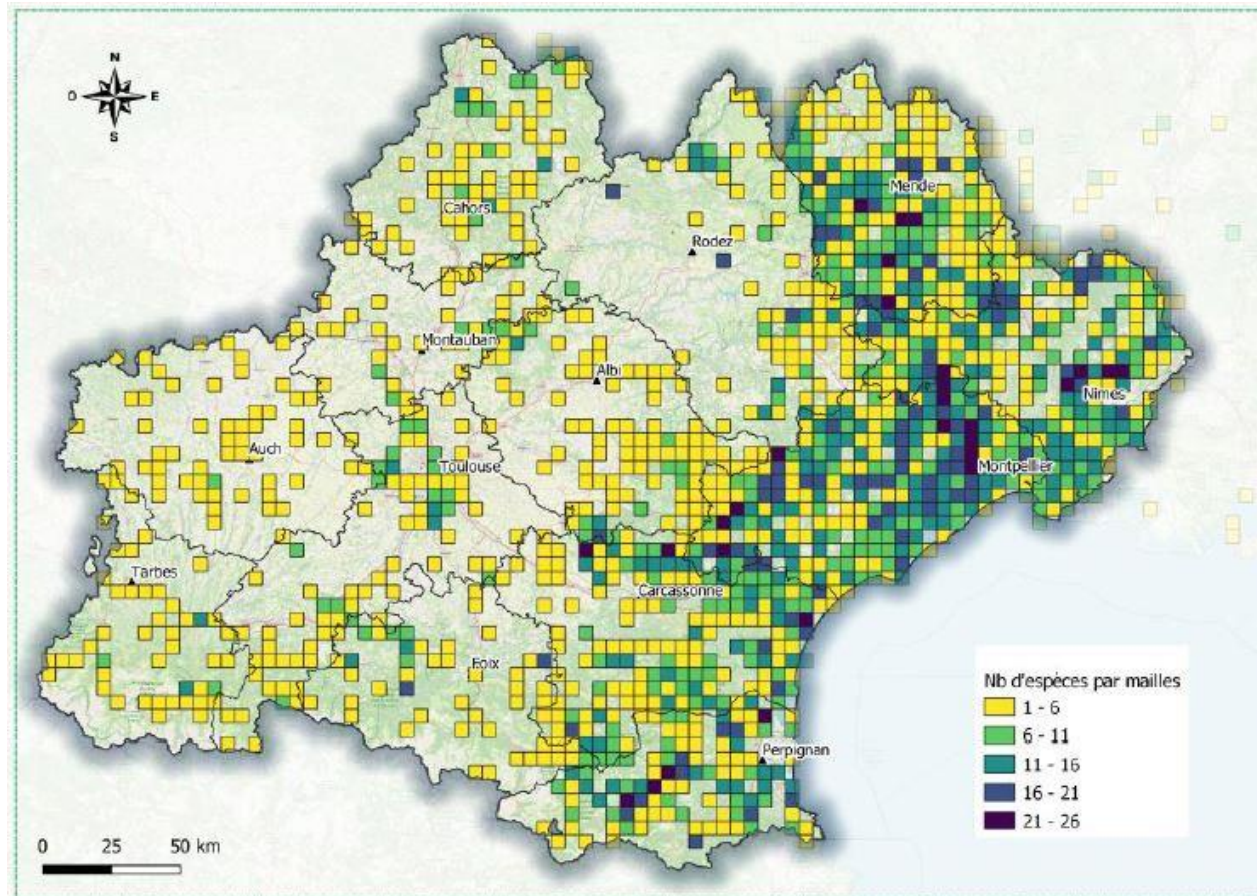 N
O E
S
Mende
Cahors
Rodez
Montauban
Albi
Nîmes
Auch
Toulouse
Montpellier
Tarbes
Carcassonne
Foix
Perpignan
Nb d'espèces par mailles
1 - 6
6 - 11
11 - 16
16 - 21
21 - 26
0 25 50 km